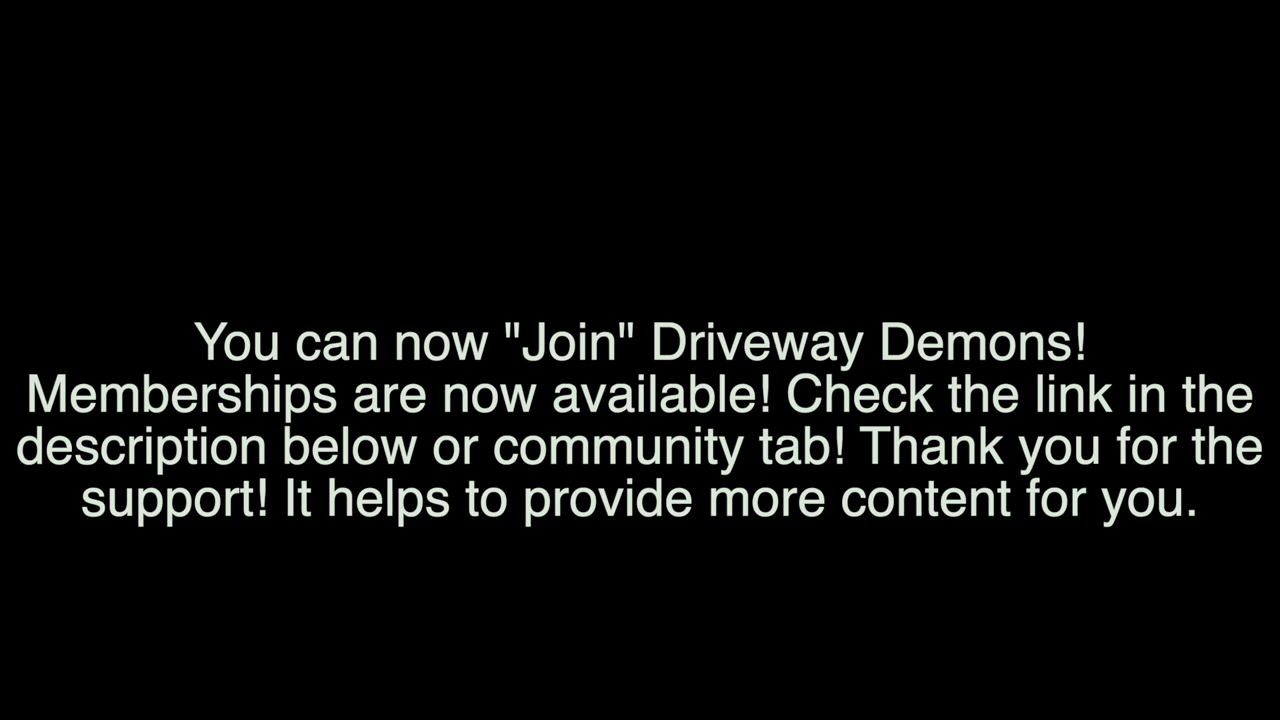 You can now "Join" Driveway Demons!
Memberships are now available! Check the link in the
description below or community tab! Thank you for the
support! It helps to provide more content for you.